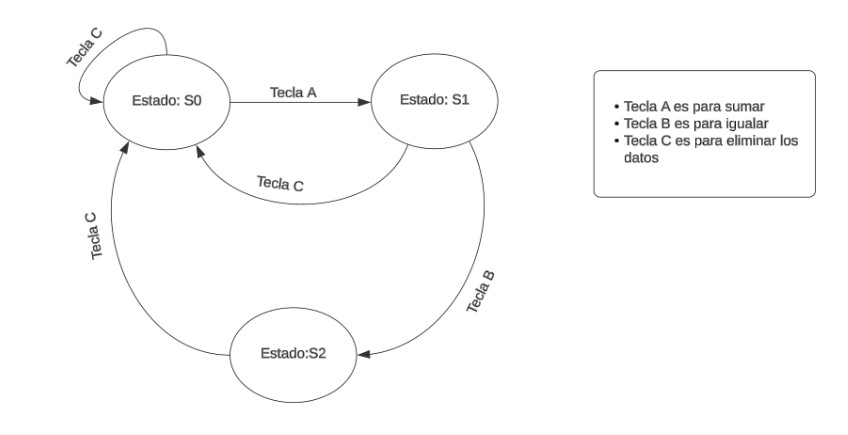 Tecla C
Estado: S0
Tecla A
Estado: S1
• Tecla A es para sumar
• Tecla B es para igualar
• Tecla C es para eliminar los
datos
Tecla C
Tecla C
Tecla B
Estado:S2